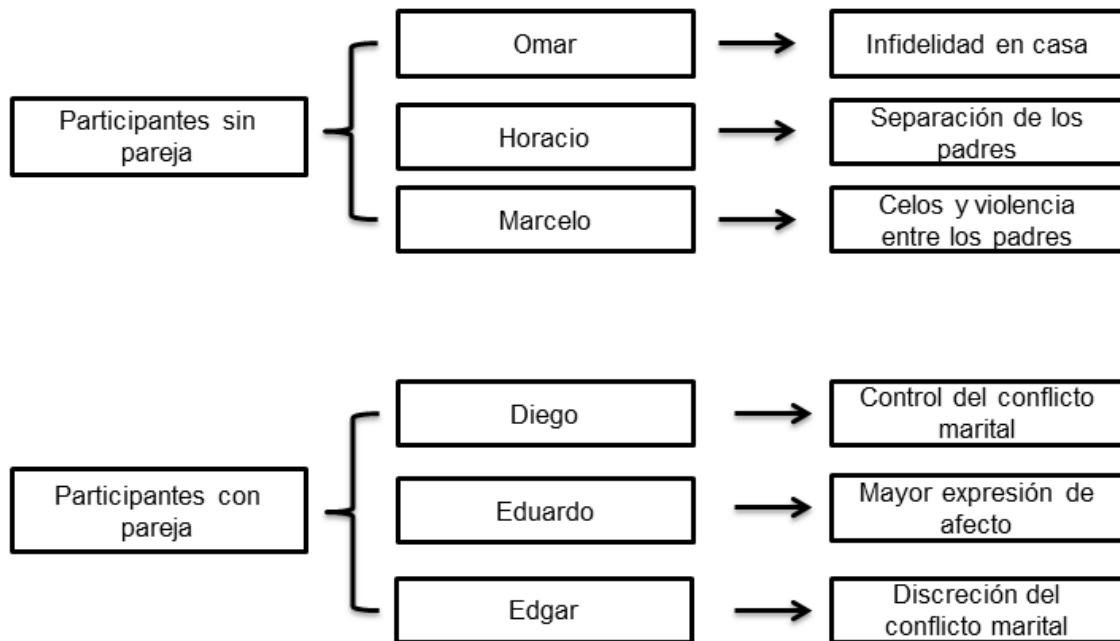 Participantes sin
pareja
Omar
Infidelidad en casa
Horacio
Separación de los
padres
Marcelo
Celos y violencia
entre los padres
Participantes con
pareja
Diego
Control del conflicto
marital
Eduardo
Mayor expresión de
afecto
Edgar
Discreción del
conflicto marital